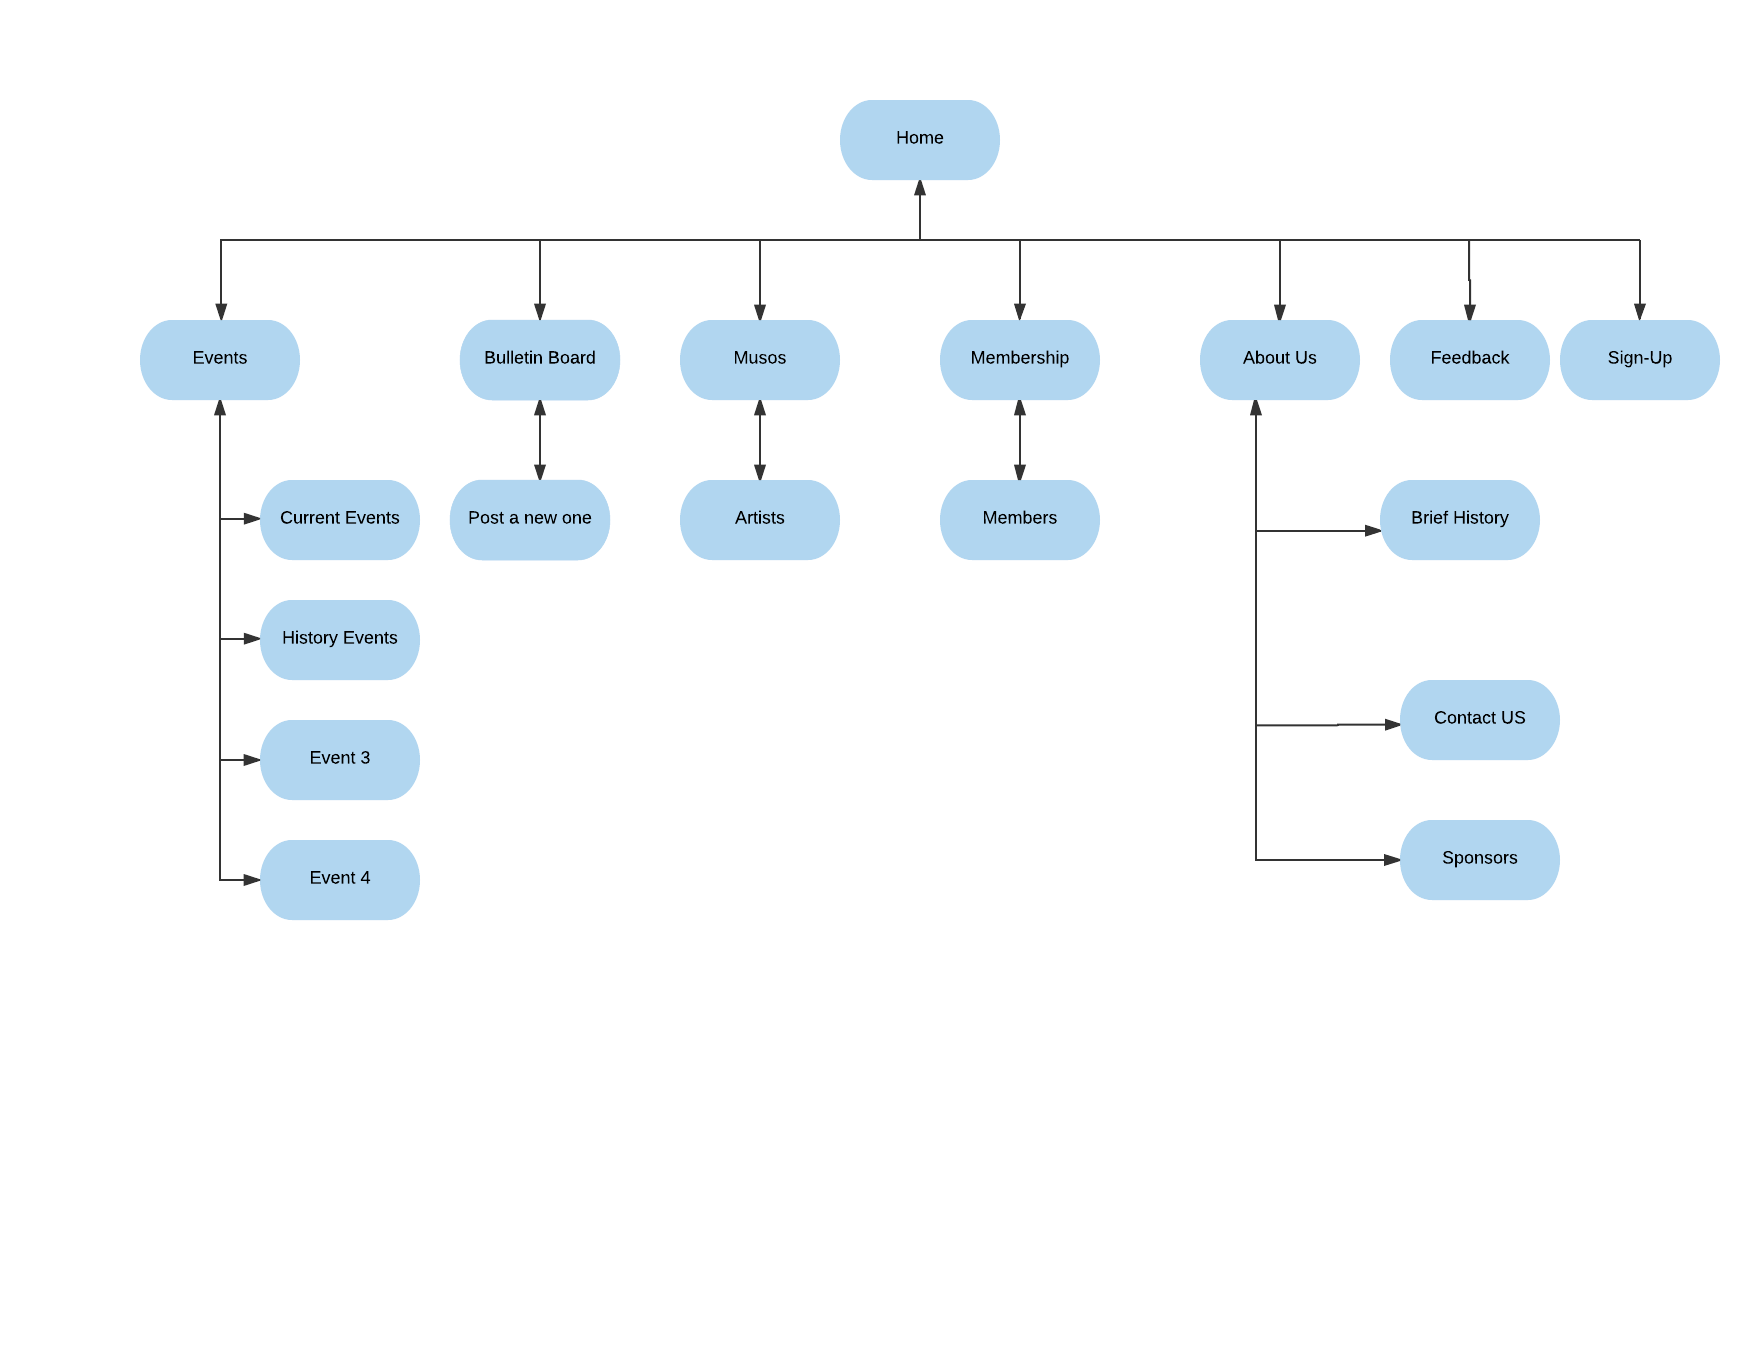 Home
Events
Bulletin Board
Musos
Membership
About Us
Feedback
Sign-Up
Current Events
Post a new one
Artists
Members
Brief History
History Events
Contact US
Event 3
Sponsors
Event 4